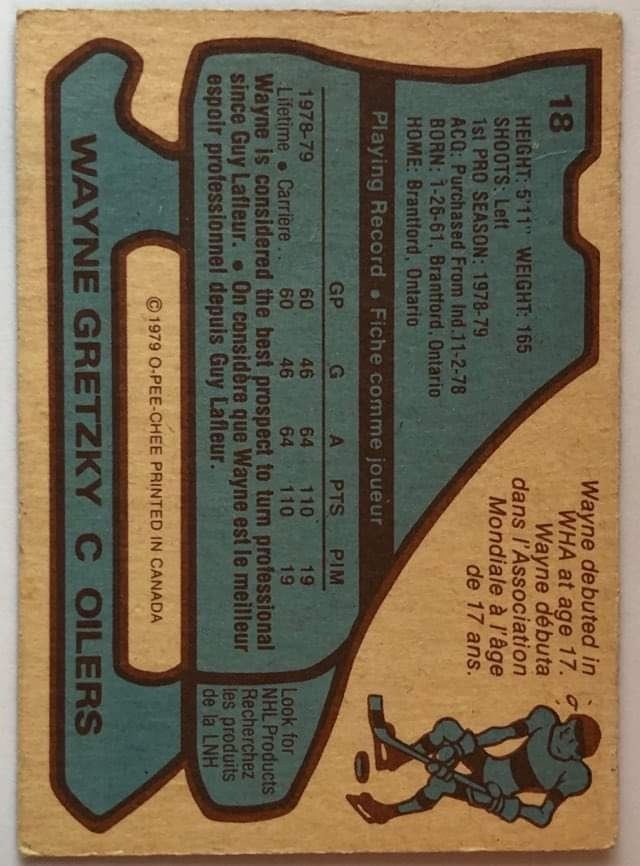 18
HEIGHT: 5'11" WEIGHT: 165
SHOOTS: Left
1st PRO SEASON: 1978-79
ACQ: Purchased From Ind.11-2-78
BORN: 1-26-61, Brantford, Ontario
HOME: Brantford, Ontario
Wayne debuted in
WHA at age 17.
Wayne débuta
dans l'Association
Mondiale à l'âge
de 17 ans.
Playing Record • Fiche comme joueur
GP G A PTS PIM
1978-79 60 46 64 110 19
Lifetime • Carrière .. 60 46 64 110 19
Wayne is considered the best prospect to turn professional
since Guy Lafleur. • On considère que Wayne est le meilleur
espoir professionnel depuis Guy Lafleur.
Look for
NHL Products
Recherchez
les produits
de la LNH
© 1979 O-PEE-CHEE PRINTED IN CANADA
WAYNE GRETZKY C OILERS